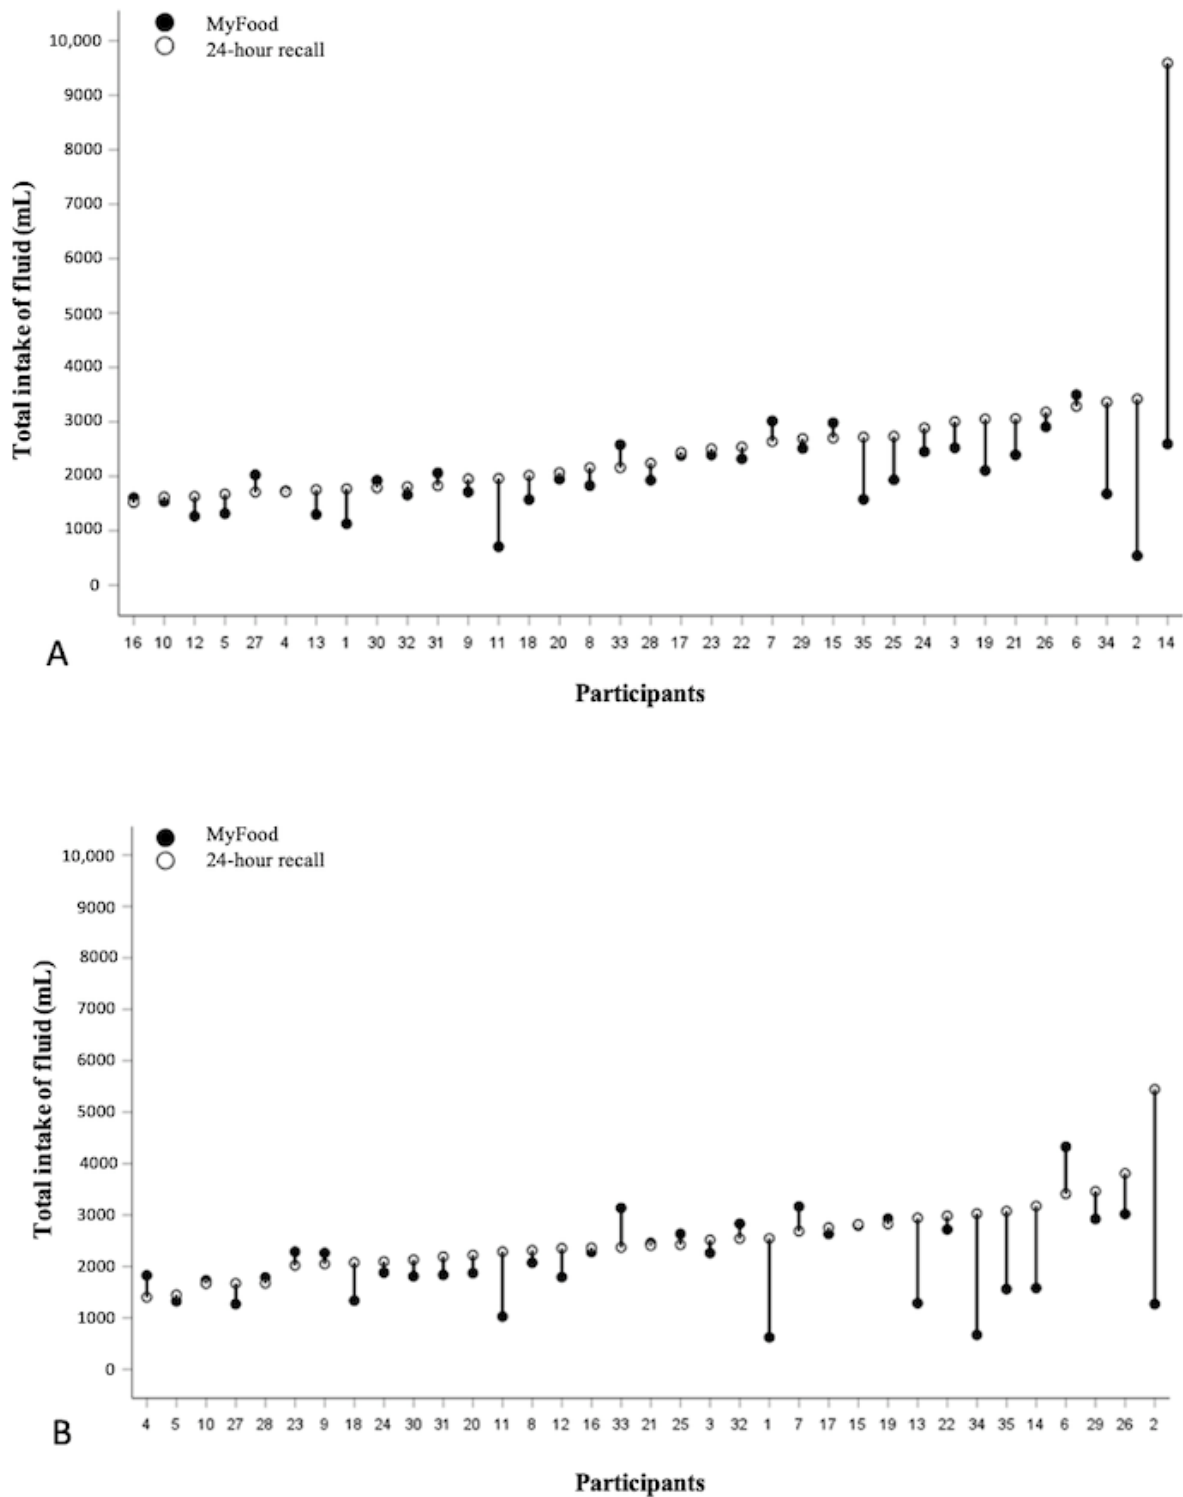 MyFood
24-hour recall
10,000
9000
8000
7000
6000
5000
4000
3000
2000
1000
0
Total intake of fluid (mL)
16 10 12 5 27 4 13 1 30 32 31 9 11 18 20 8 33 28 17 23 22 7 29 15 35 25 24 3 19 21 26 6 34 2 14
A
Participants
MyFood
24-hour recall
10,000
9000
8000
7000
6000
5000
4000
3000
2000
1000
0
Total intake of fluid (mL)
4 5 10 27 28 23 9 18 24 30 31 20 11 8 12 16 33 21 25 3 32 1 7 17 15 19 13 22 34 35 14 6 29 26 2
B
Participants